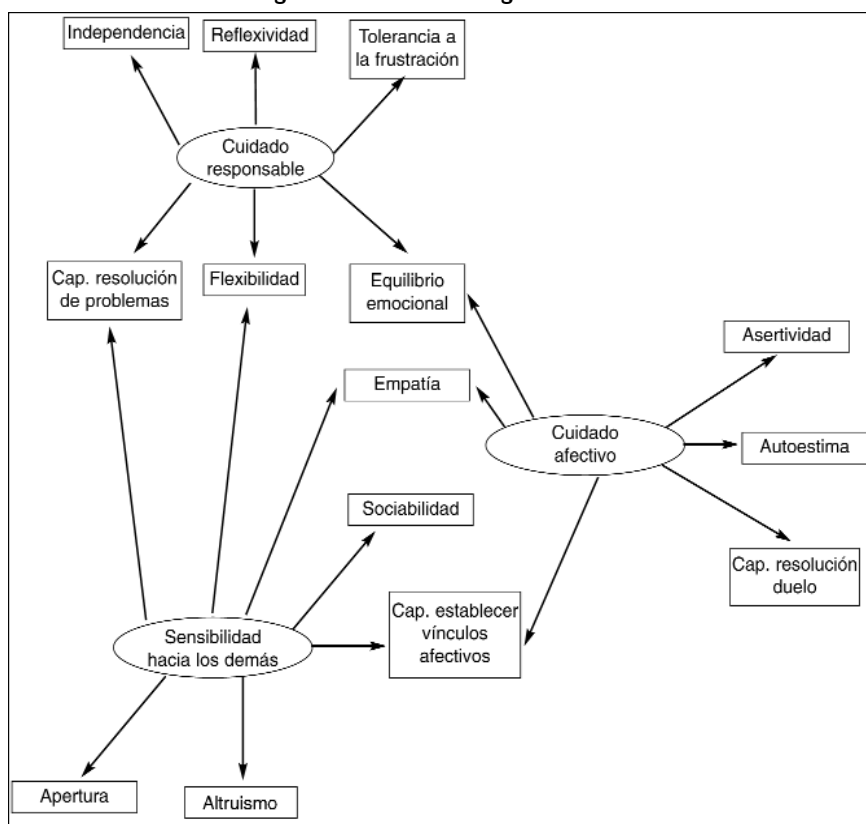 Independencia
Reflexividad
Tolerancia a
la frustración
Cuidado
responsable
Cap. resolución
de problemas
Flexibilidad
Equilibrio
emocional
Asertividad
Empatía
Cuidado
afectivo
Autoestima
Sociabilidad
Cap. resolución
duelo
Cap. establecer
vínculos
afectivos
Sensibilidad
hacia los demás
Apertura
Altruismo